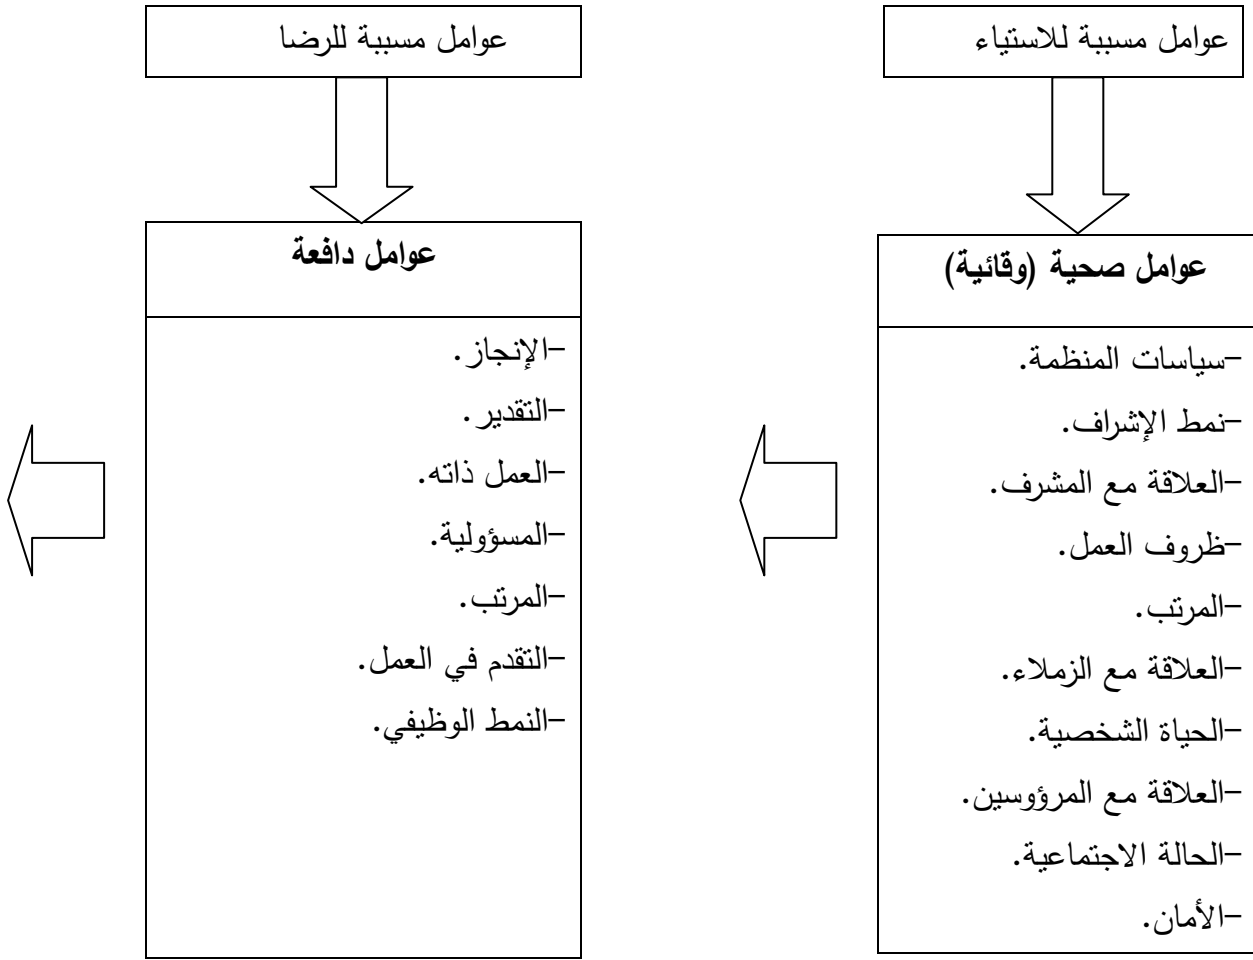 عوامل مسببة للاستياء
عوامل صحية (وقائية)
-سياسات المنظمة.
-نمط الإشراف.
-العلاقة مع المشرف.
-ظروف العمل.
-المرتب.
-العلاقة مع الزملاء.
-الحياة الشخصية.
-العلاقة مع المرؤوسين.
-الحالة الاجتماعية.
-الأمان.
عوامل مسببة للرضا
عوامل دافعة
-الإنجاز.
-التقدير.
-العمل ذاته.
-المسؤولية.
-المرتب.
-التقدم في العمل.
-النمط الوظيفي.